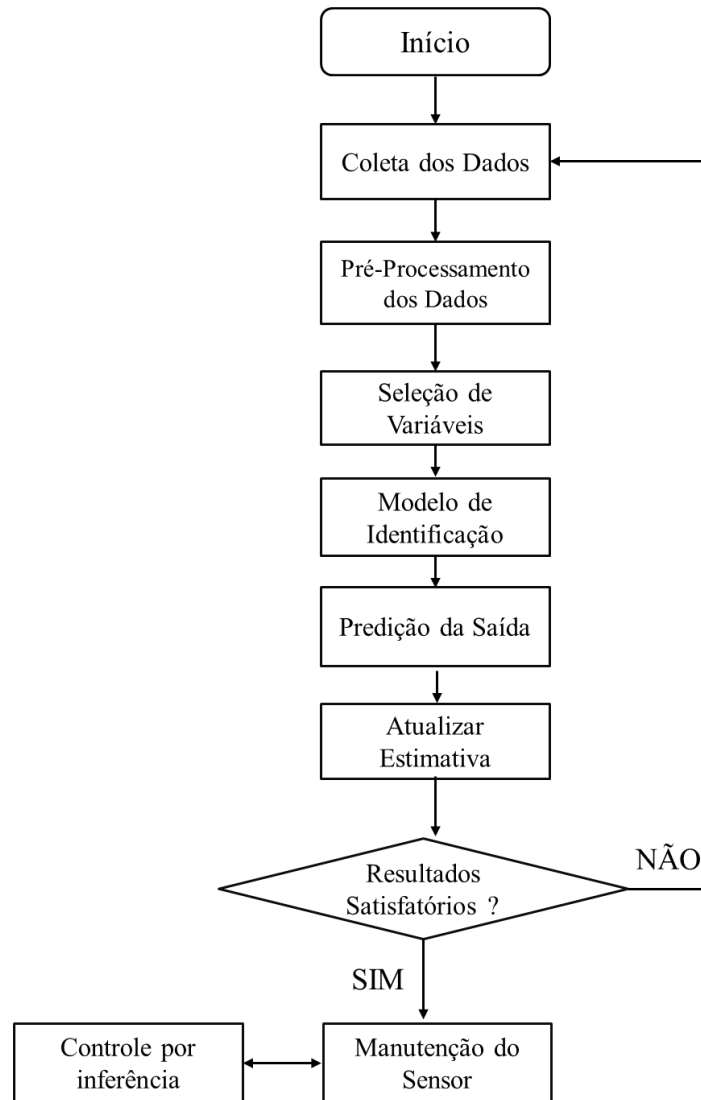 Início
Coleta dos Dados
Pré-Processamento
dos Dados
Seleção de
Variáveis
Modelo de
Identificação
Predição da Saída
Atualizar
Estimativa
Resultados
Satisfatórios ?
NÃO
SIM
Controle por
inferência
Manutenção do
Sensor